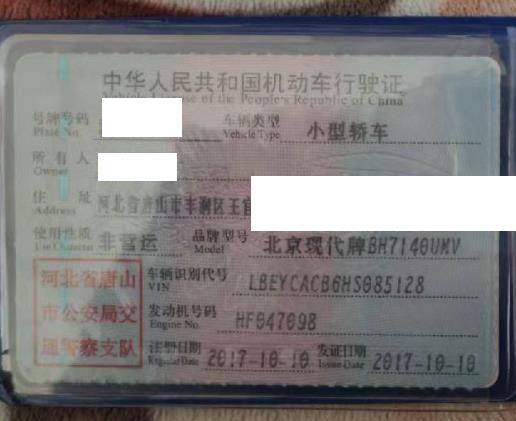 中华人民共和国机动车行驶证
Vehicle License of the People's Republic of China
号牌号码 车辆类型 小型轿车
Plate No. Vehicle Type
所有人
Owner
住 址 河北省唐山市丰润区王官
Address
使用性质 非营运 品牌型号 北京现代牌BH7140UMV
Use Character Model
河北省唐山 车辆识别代号 LBEYCACB6HS085128
VIN
市公安局交 发动机号码 HF047098
Engine No.
通警察支队 注册日期 2017-10-10 发证日期 2017-10-10
Register Date Issue Date